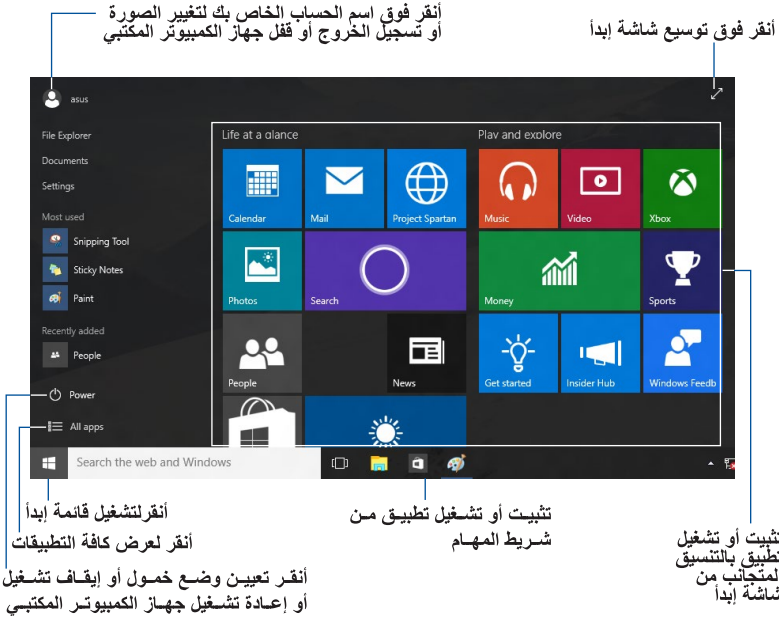 أنقر فوق اسم الحساب الخاص بك لتغيير الصورة
أو تسجيل الخروج أو قفل جهاز الكمبيوتر المكتبي
أنقر فوق توسيع شاشة إبدأ
asus
File Explorer
Documents
Settings
Most used
Snipping Tool
Sticky Notes
Paint
Recently added
People
Power
All apps
Search the web and Windows
Life at a glance
Play and explore
Calendar
Mail
Project Spartan
Music
Video
Xbox
Photos
Search
Money
Sports
People
News
Get started
Insider Hub
Windows Feedb
أنقرلتشغيل قائمة إبدأ
أنقر لعرض كافة التطبيقات
أنقر تعيين وضع خمول أو إيقاف تشغيل
أو إعادة تشغيل جهاز الكمبيوتر المكتبي
تثبيت أو تشغيل تطبيق من
شريط المهام
تثبيت أو تشغيل
تطبيق بالتنسيق
المتجانب من
شاشة إبدأ